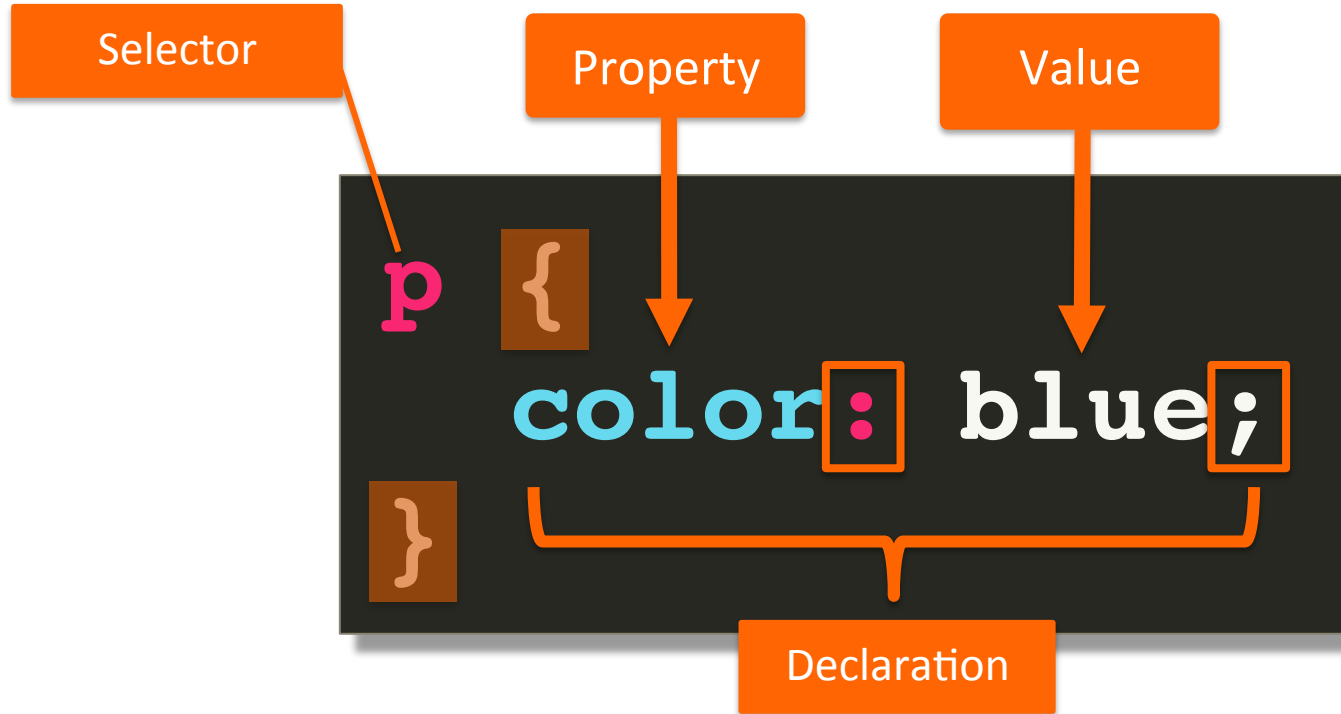 Selector
Property
Value
p {
color: blue;
}
Declaration